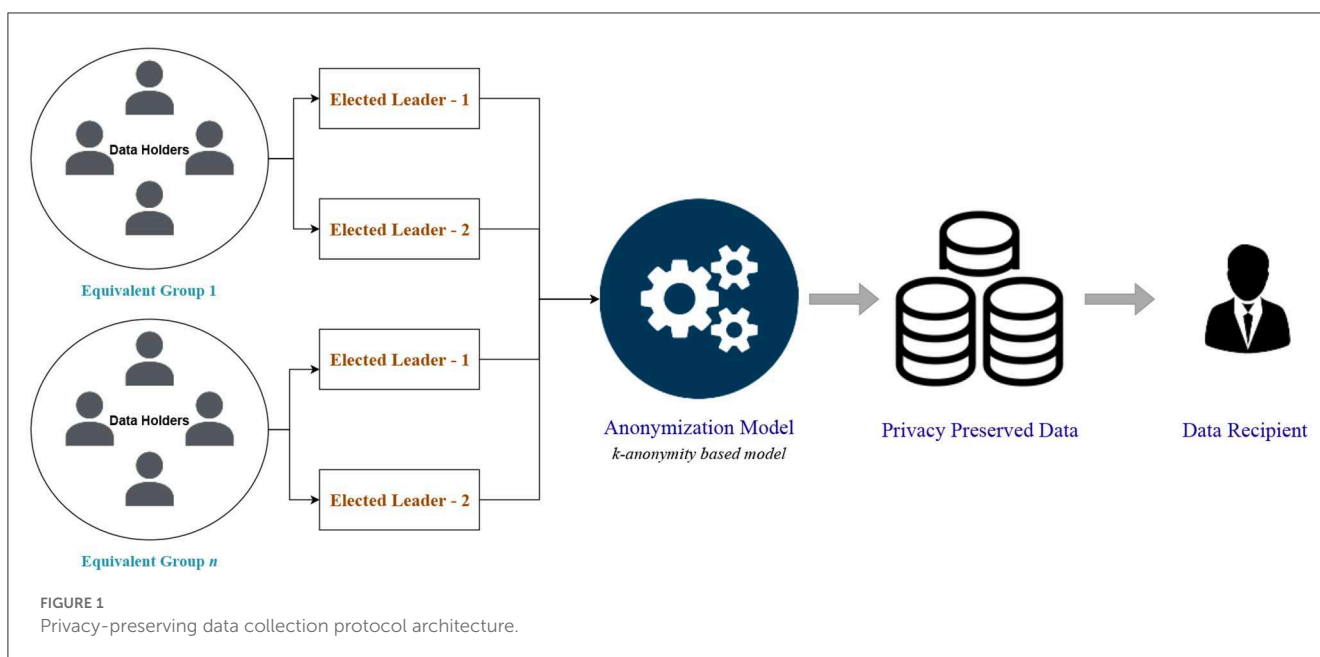 Data Holders
Equivalent Group 1
Elected Leader - 1
Elected Leader - 2
Data Holders
Equivalent Group n
Elected Leader - 1
Elected Leader - 2
Anonymization Model
k-anonymity based model
Privacy Preserved Data
Data Recipient
FIGURE 1
Privacy-preserving data collection protocol architecture.